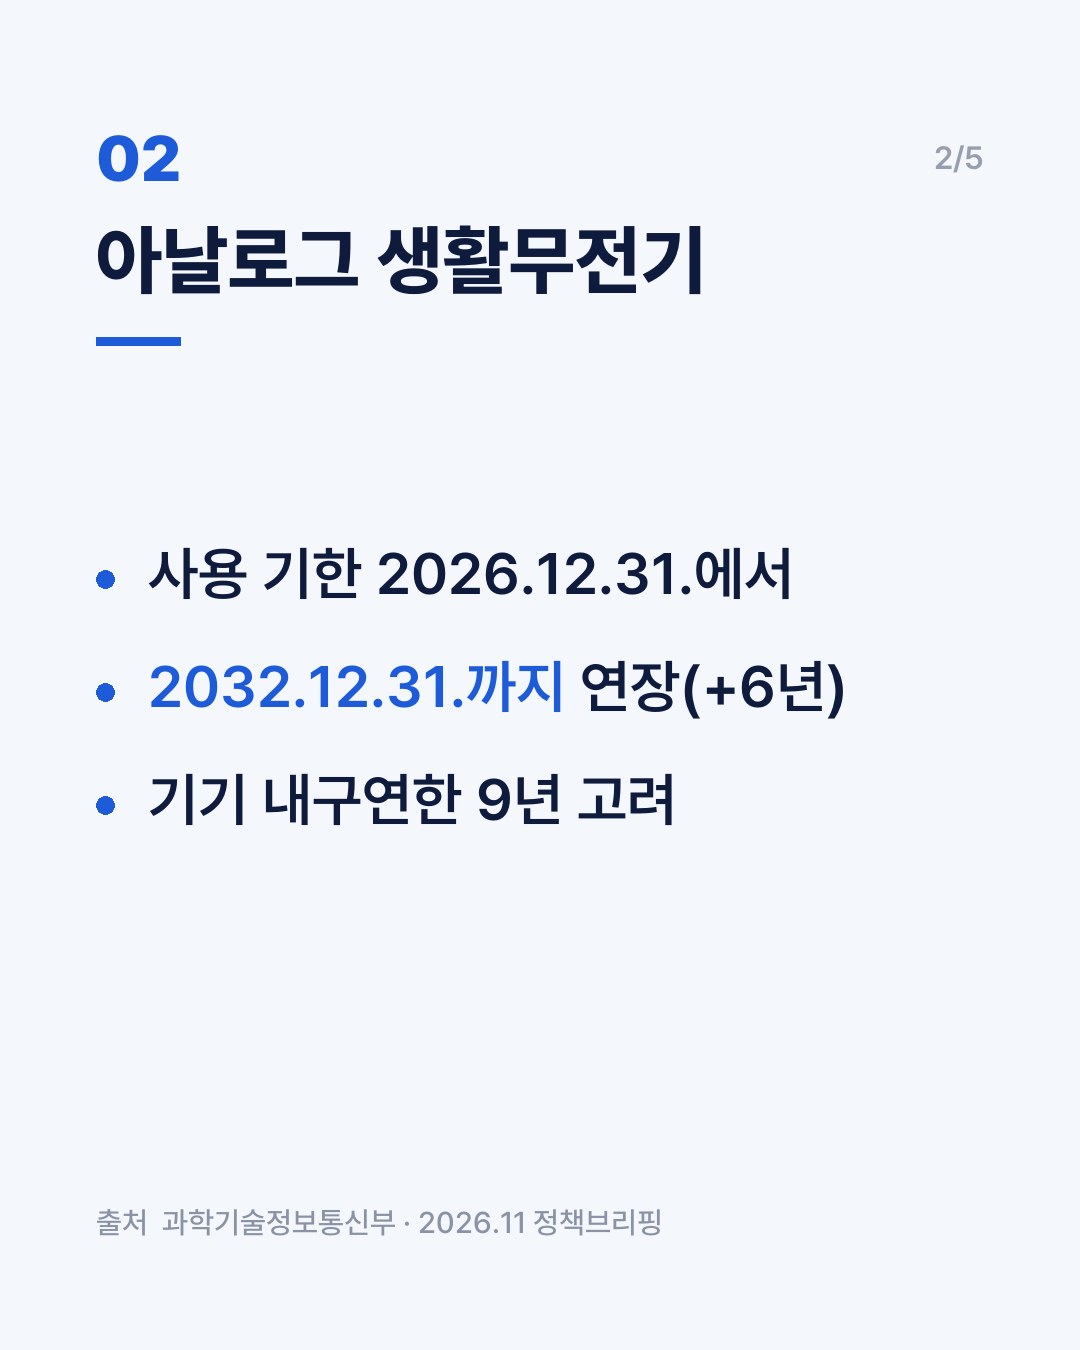 02
2/5
아날로그 생활무전기
사용 기한 2026.12.31.에서
2032.12.31.까지 연장(+6년)
기기 내구연한 9년 고려
출처 과학기술정보통신부 · 2026.11 정책브리핑